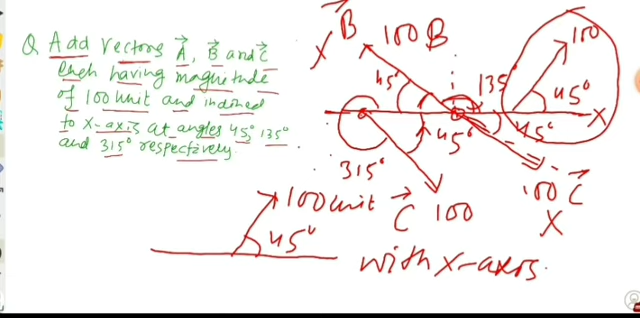 Q Add Vectors A⃗, B⃗ and C⃗
each having magnitude
of 100 unit and inclined
to X-axis at angles 45° 135°
and 315° respectively.
B⃗ 100 B
X
45°
135°
100
45°
X
45°
45°
315°
C⃗ 100
100 C⃗
X
100 unit
45°
with X-axis.